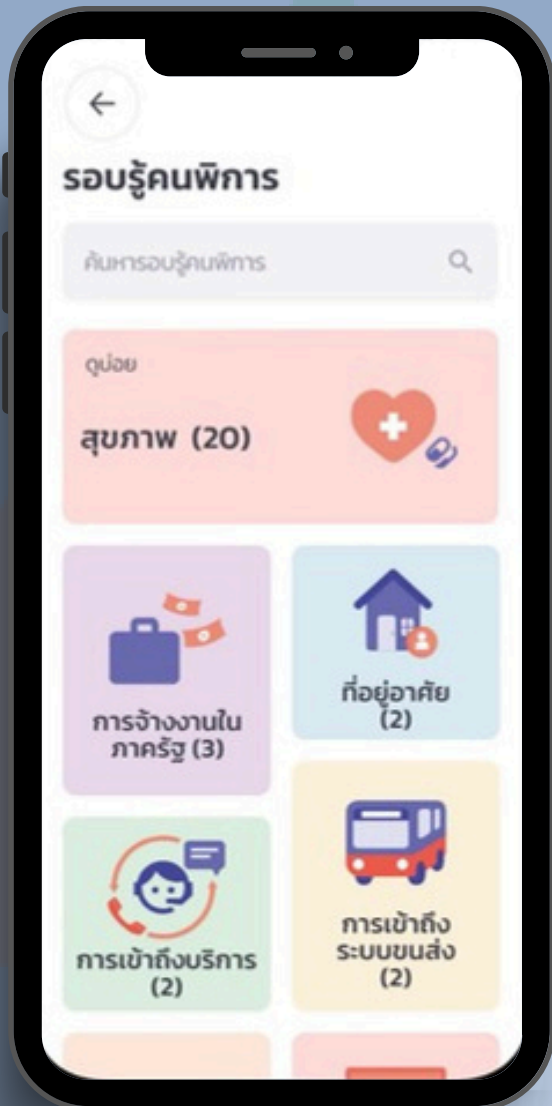 รอบรู้คนพิการ
ค้นหารอบรู้คนพิการ
ดูบ่อย
สุขภาพ (20)
การจ้างงานใน
ภาครัฐ (3)
ที่อยู่อาศัย
(2)
การเข้าถึงบริการ
(2)
การเข้าถึง
ระบบขนส่ง
(2)